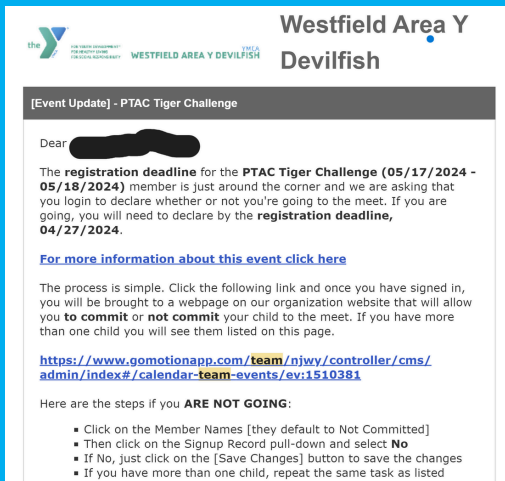 Westfield Area Y
Devilfish
the
FOR YOUTH DEVELOPMENT®
FOR HEALTHY LIVING
FOR SOCIAL RESPONSIBILITY
YMCA
WESTFIELD AREA Y DEVILFISH
[Event Update] - PTAC Tiger Challenge
Dear
The registration deadline for the PTAC Tiger Challenge (05/17/2024 -
05/18/2024) member is just around the corner and we are asking that
you login to declare whether or not you're going to the meet. If you are
going, you will need to declare by the registration deadline,
04/27/2024.
For more information about this event click here
The process is simple. Click the following link and once you have signed in,
you will be brought to a webpage on our organization website that will allow
you to commit or not commit your child to the meet. If you have more
than one child you will see them listed on this page.
https://www.gomotionapp.com/team/njwy/controller/cms/
admin/index#/calendar-team-events/ev:1510381
Here are the steps if you ARE NOT GOING:
▪ Click on the Member Names [they default to Not Committed]
▪ Then click on the Signup Record pull-down and select No
▪ If No, just click on the [Save Changes] button to save the changes
▪ If you have more than one child, repeat the same task as listed